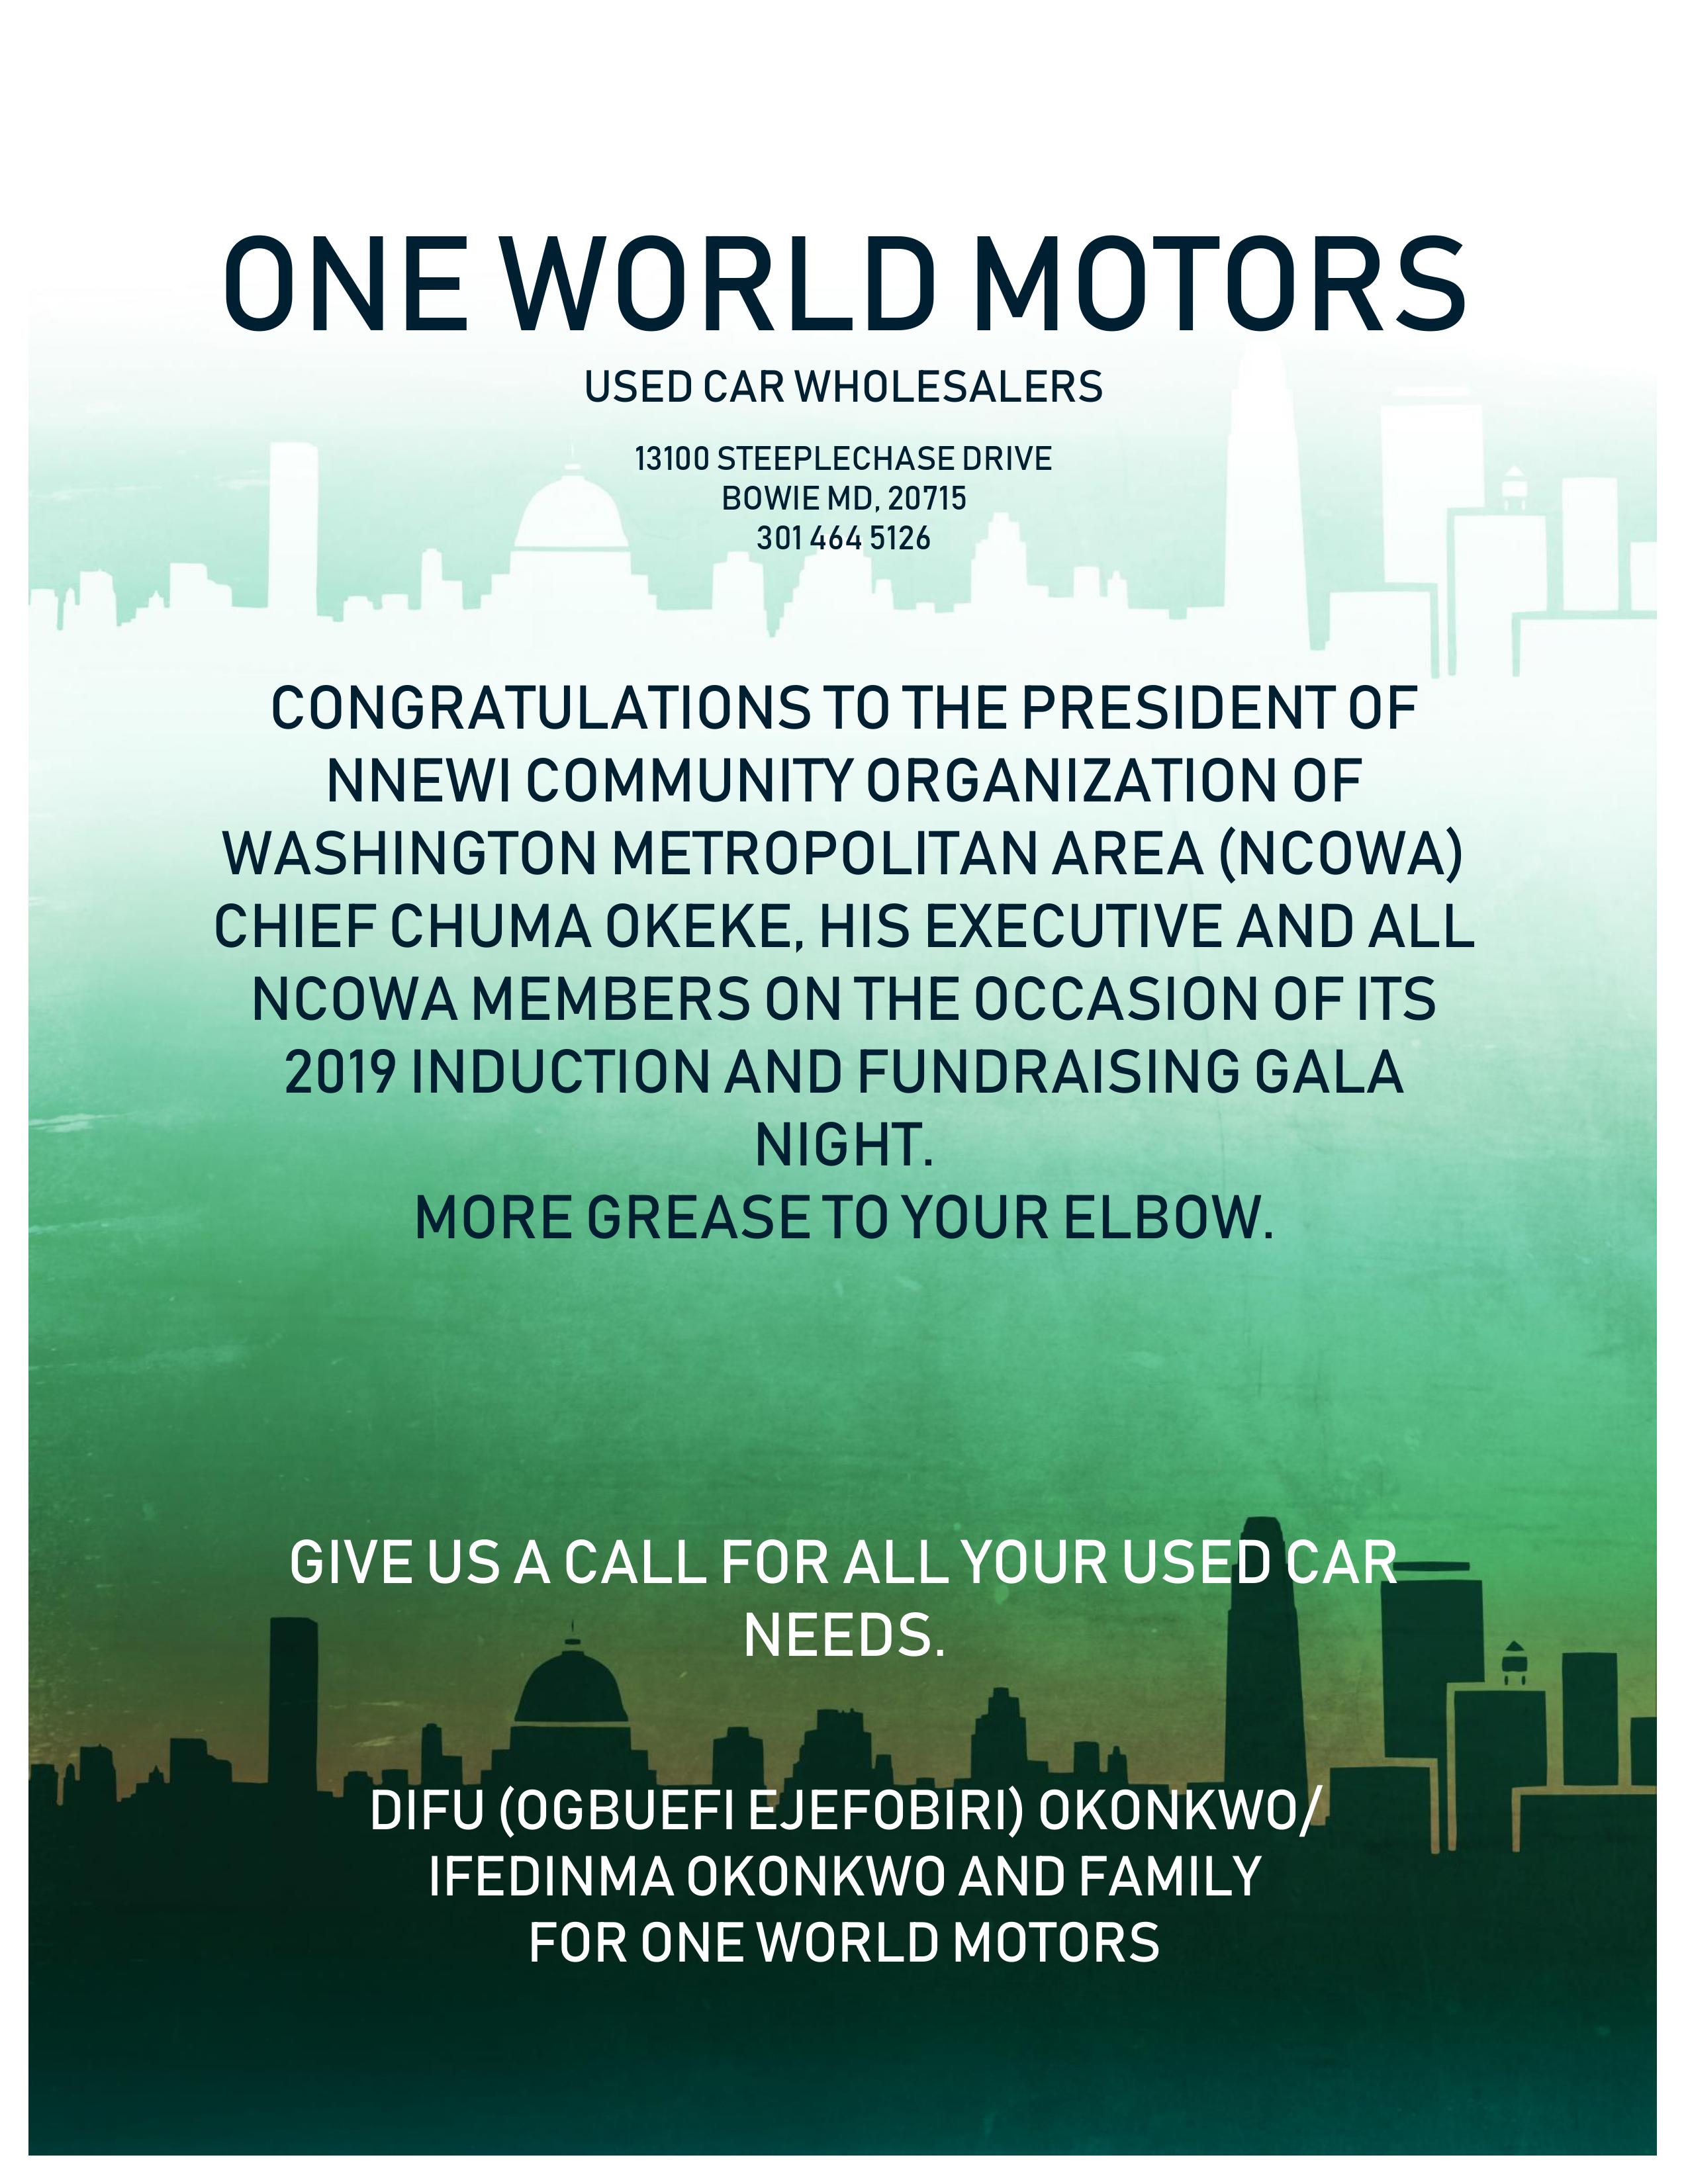 ONE WORLD MOTORS
USED CAR WHOLESALERS
13100 STEEPLECHASE DRIVE
BOWIE MD, 20715
301 464 5126
CONGRATULATIONS TO THE PRESIDENT OF
NNEWI COMMUNITY ORGANIZATION OF
WASHINGTON METROPOLITAN AREA (NCOWA)
CHIEF CHUMA OKEKE, HIS EXECUTIVE AND ALL
NCOWA MEMBERS ON THE OCCASION OF ITS
2019 INDUCTION AND FUNDRAISING GALA
NIGHT.
MORE GREASE TO YOUR ELBOW.
GIVE US A CALL FOR ALL YOUR USED CAR
NEEDS.
DIFU (OGBUEFI EJEFOBIRI) OKONKWO/
IFEDINMA OKONKWO AND FAMILY
FOR ONE WORLD MOTORS